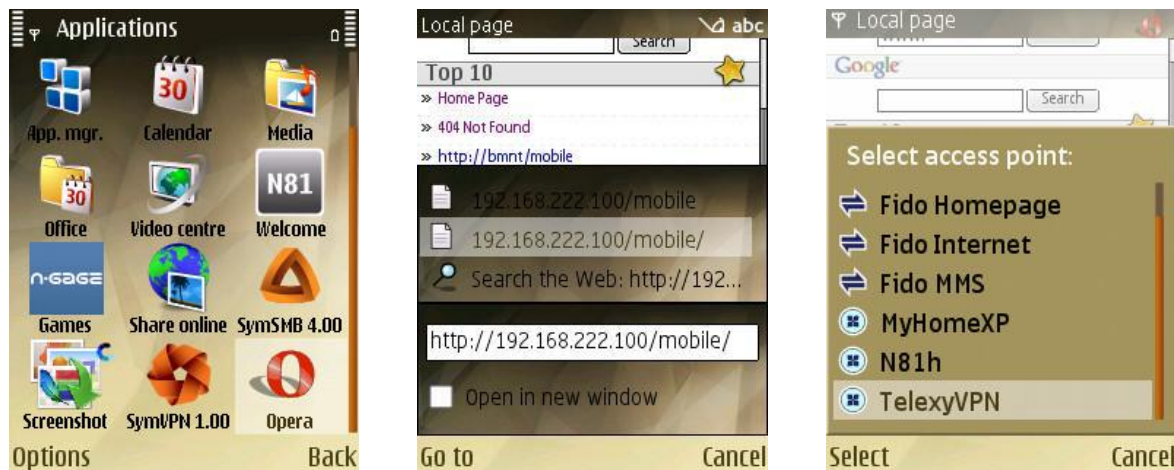 Applications
30
App. mgr.
Calendar
Media
30
N81
Office
Video centre
Welcome
n·gage
Games
Share online
SymSMB 4.00
Screenshot
SymVPN 1.00
Opera
Options
Back
Local page
abc
Search
Top 10
» Home Page
» 404 Not Found
» http://bmnt/mobile
192.168.222.100/mobile
192.168.222.100/mobile/
Search the Web: http://192...
http://192.168.222.100/mobile/
Open in new window
Go to
Cancel
Local page
Google
Search
Select access point:
Fido Homepage
Fido Internet
Fido MMS
MyHomeXP
N81h
TelexyVPN
Select
Cancel